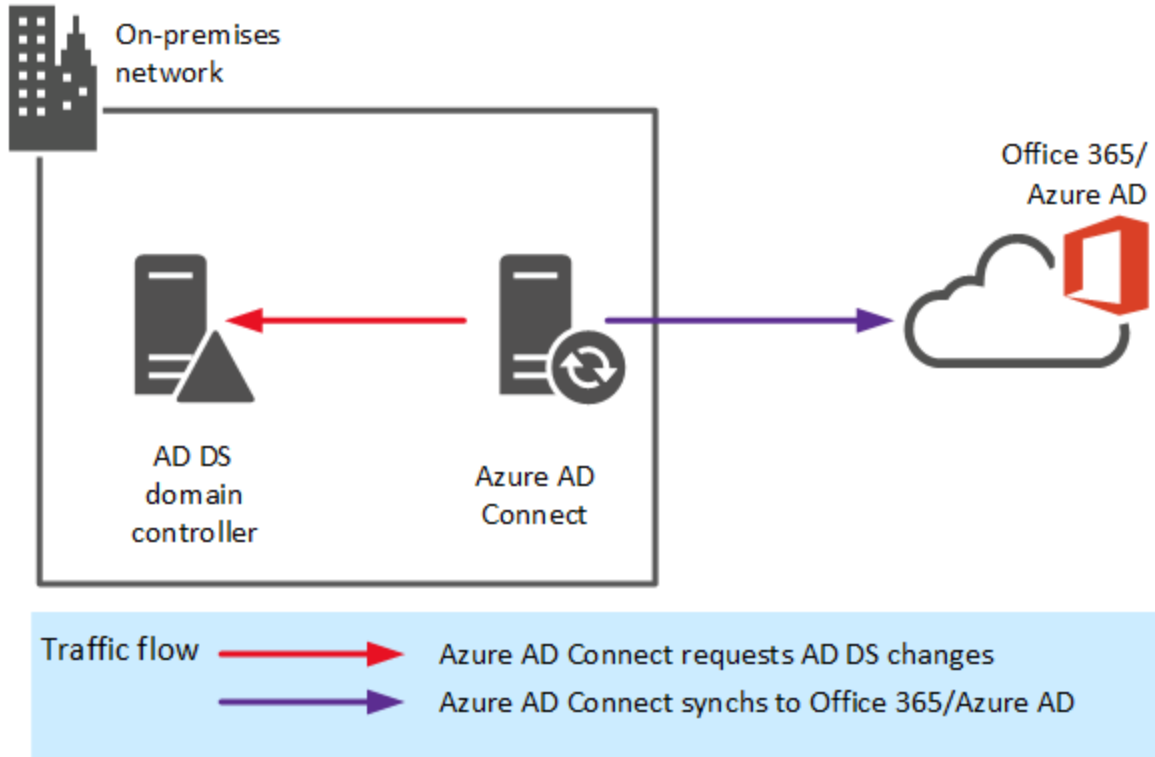 On-premises
network
Office 365/
Azure AD
AD DS
domain
controller
Azure AD
Connect
Traffic flow
Azure AD Connect requests AD DS changes
Azure AD Connect synchs to Office 365/Azure AD